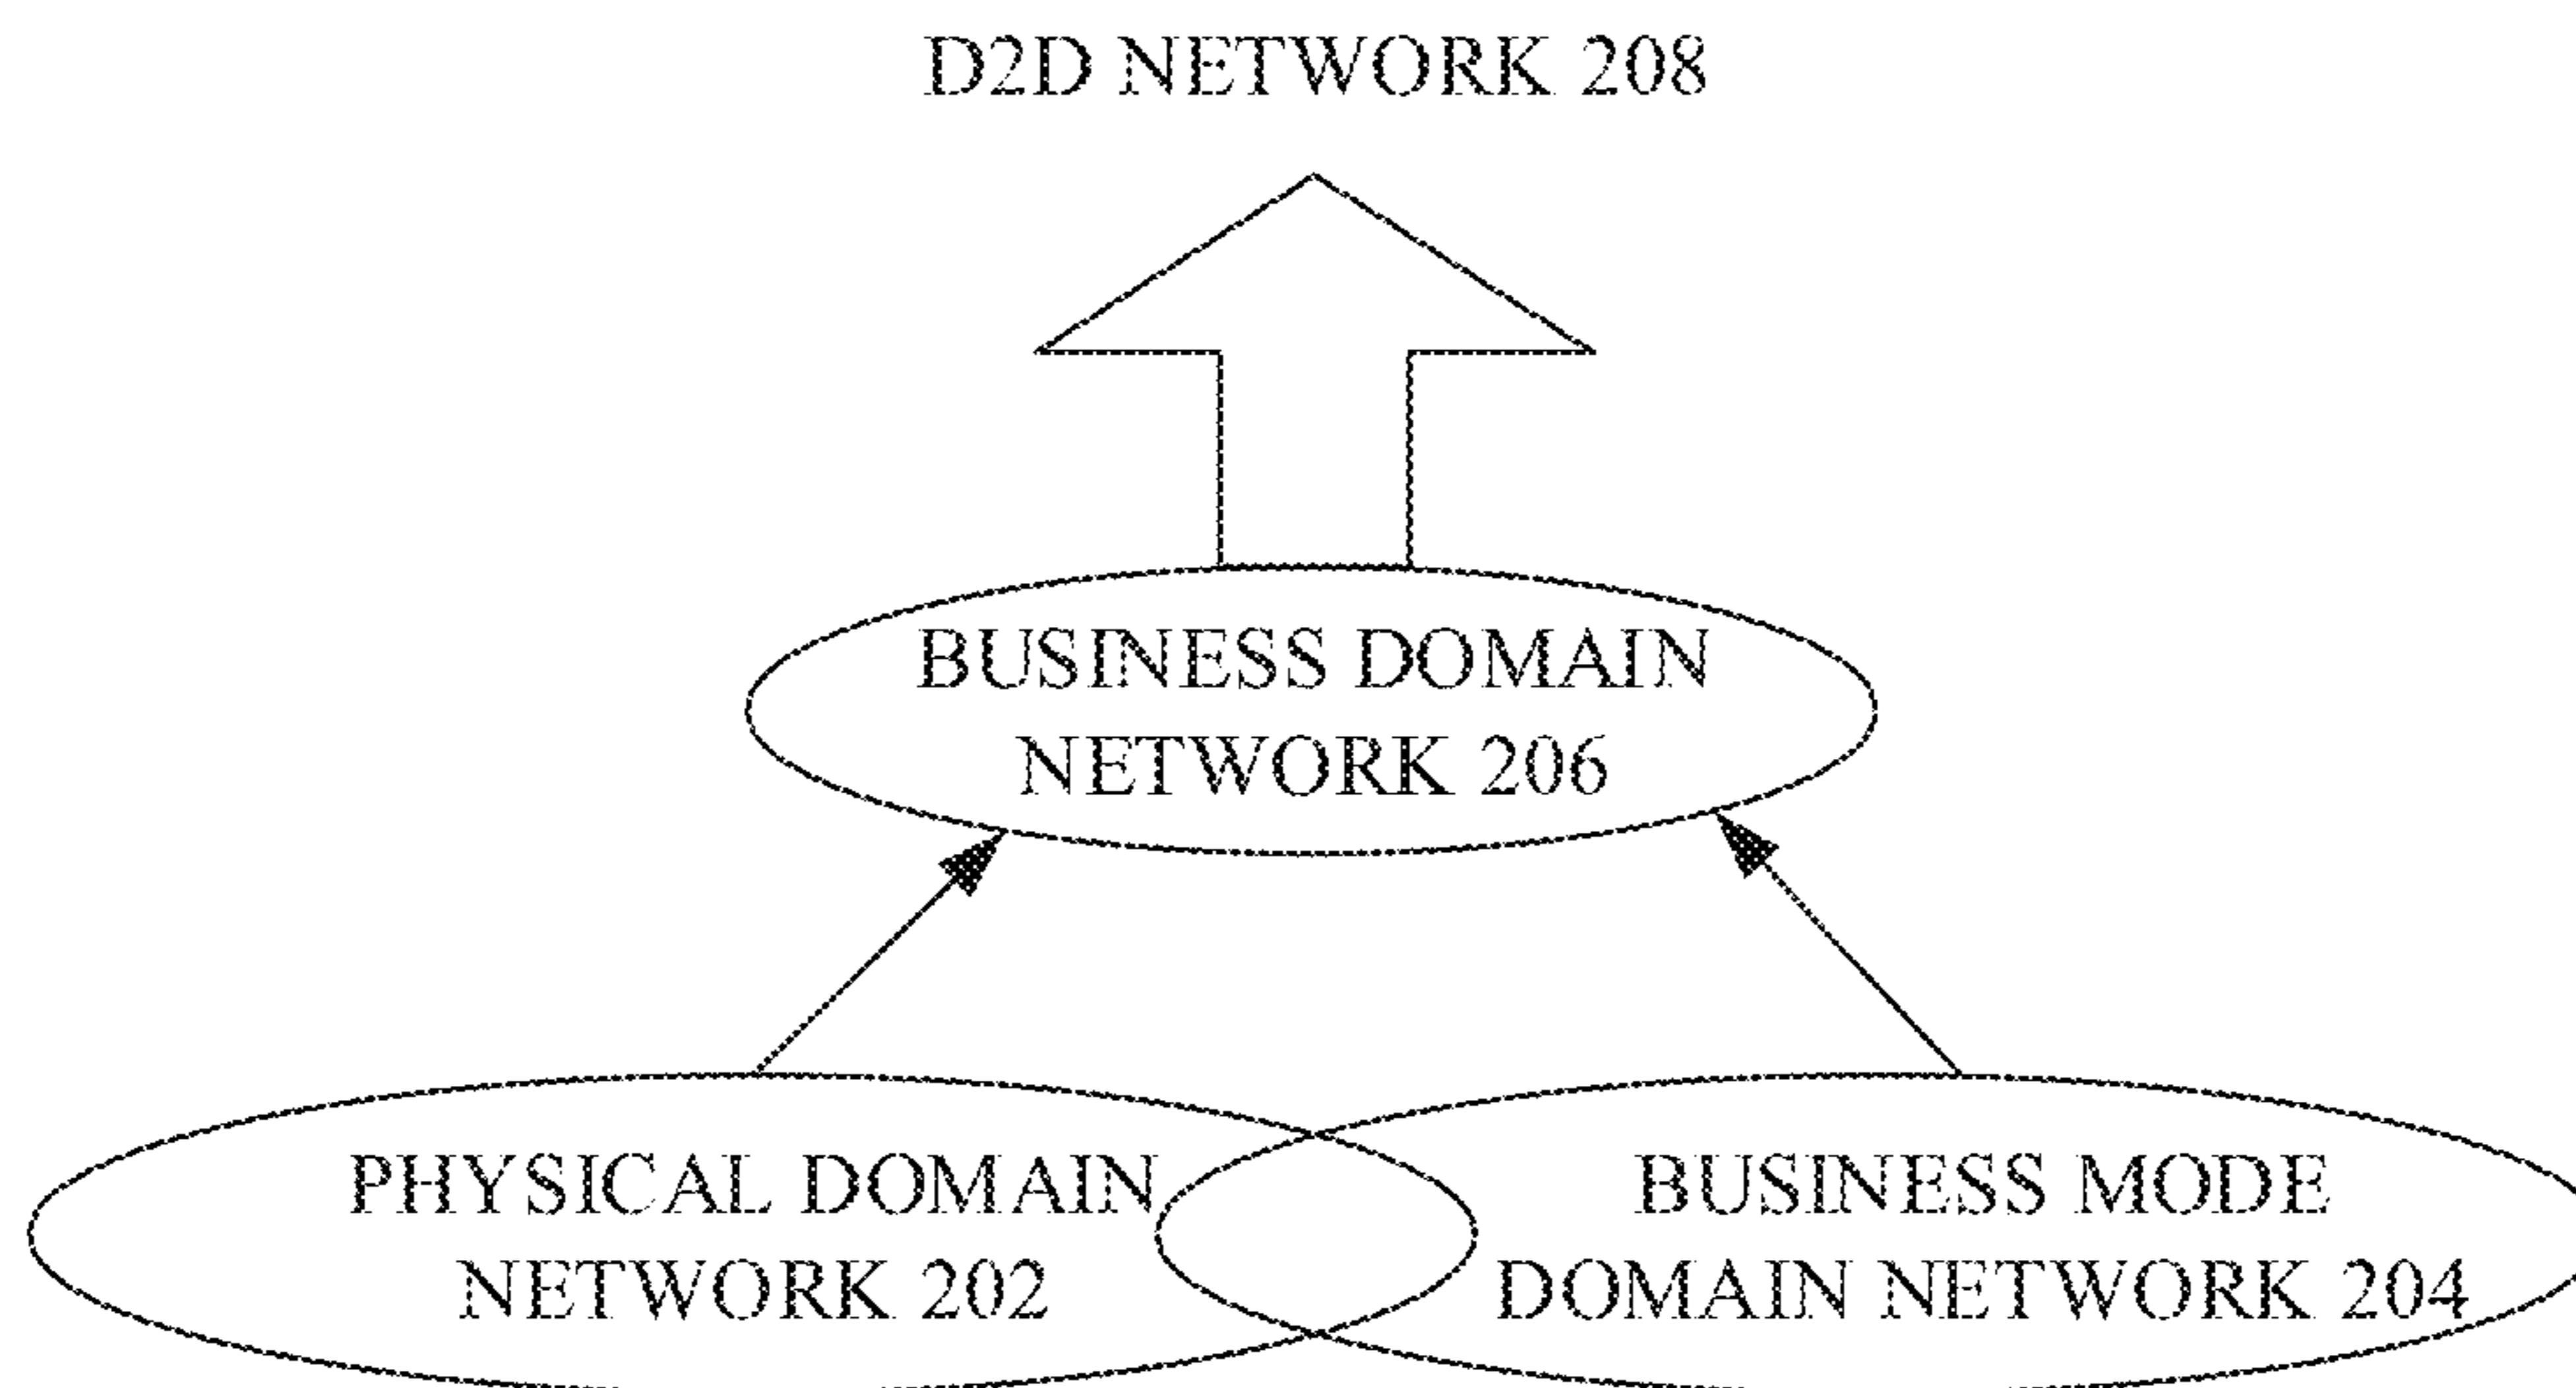 D2D NETWORK 208
BUSINESS DOMAIN
NETWORK 206
PHYSICAL DOMAIN
NETWORK 202
BUSINESS MODE
DOMAIN NETWORK 204